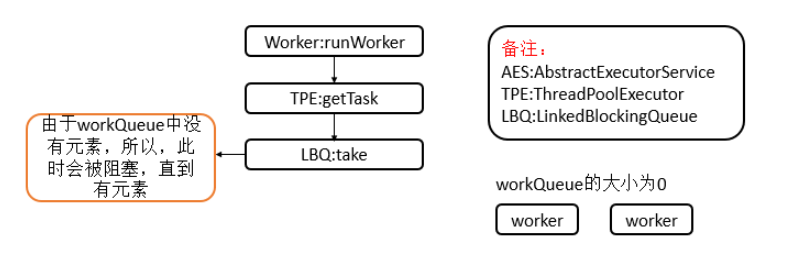 Worker:runWorker
TPE:getTask
LBQ:take
由于workQueue中没
有元素，所以，此
时会被阻塞，直到
有元素
备注：
AES:AbstractExecutorService
TPE:ThreadPoolExecutor
LBQ:LinkedBlockingQueue
workQueue的大小为0
worker
worker